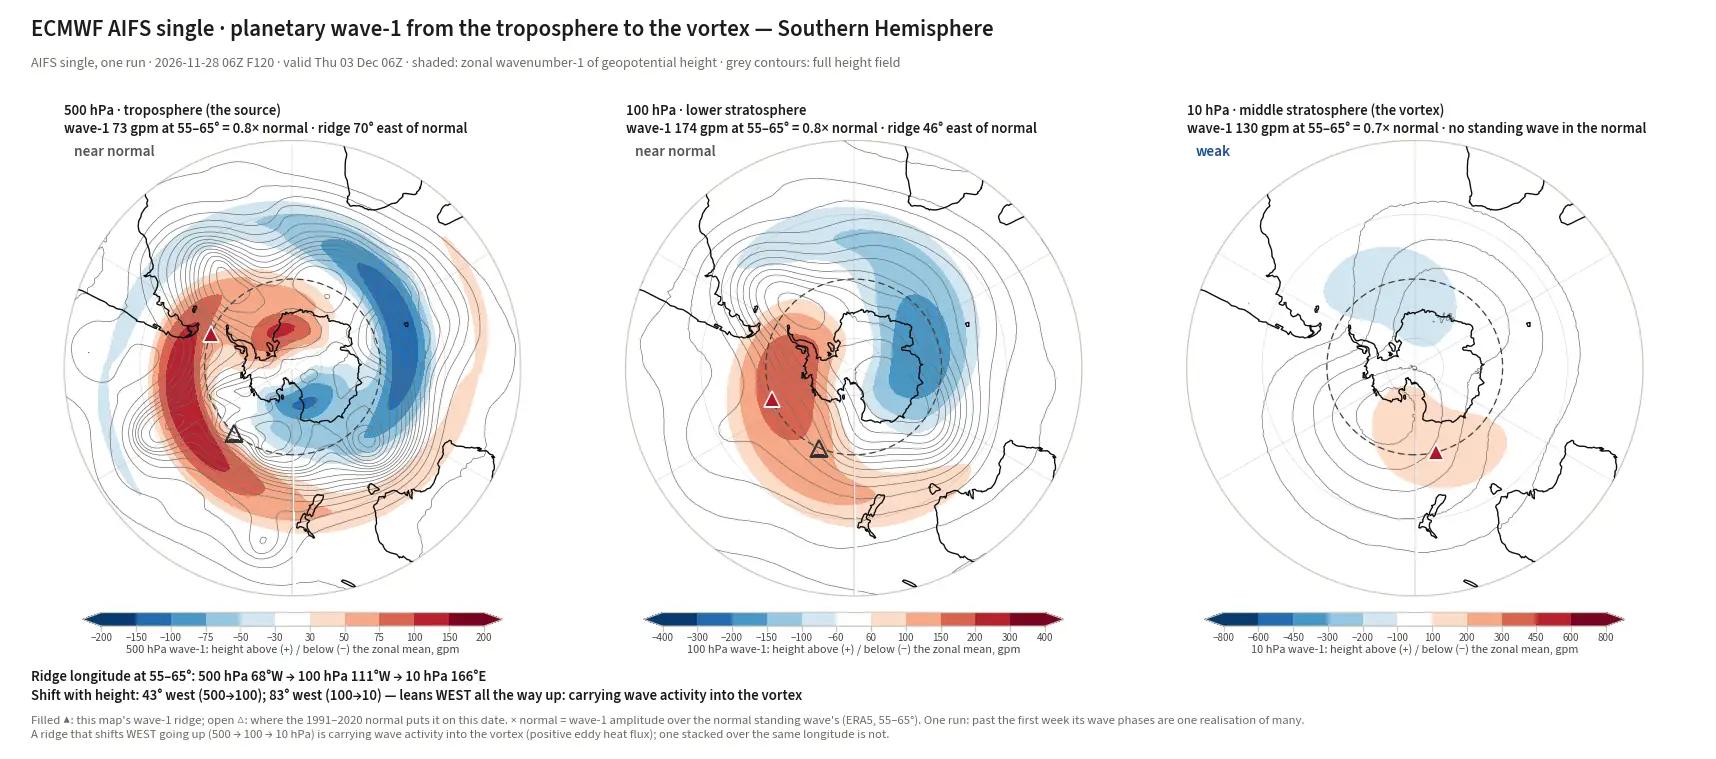 ECMWF AIFS single · planetary wave-1 from the troposphere to the vortex — Southern Hemisphere
AIFS single, one run · 2026-11-28 06Z F120 · valid Thu 03 Dec 06Z · shaded: zonal wavenumber-1 of geopotential height · grey contours: full height field
500 hPa · troposphere (the source)
wave-1 73 gpm at 55–65° = 0.8× normal · ridge 70° east of normal
near normal
100 hPa · lower stratosphere
wave-1 174 gpm at 55–65° = 0.8× normal · ridge 46° east of normal
near normal
10 hPa · middle stratosphere (the vortex)
wave-1 130 gpm at 55–65° = 0.7× normal · no standing wave in the normal
weak
−200 −150 −100 −75 −50 −30 30 50 75 100 150 200
500 hPa wave-1: height above (+) / below (−) the zonal mean, gpm
−400 −300 −200 −150 −100 −60 60 100 150 200 300 400
100 hPa wave-1: height above (+) / below (−) the zonal mean, gpm
−800 −600 −450 −300 −200 −100 100 200 300 450 600 800
10 hPa wave-1: height above (+) / below (−) the zonal mean, gpm
Ridge longitude at 55–65°: 500 hPa 68°W → 100 hPa 111°W → 10 hPa 166°E
Shift with height: 43° west (500→100); 83° west (100→10) — leans WEST all the way up: carrying wave activity into the vortex
Filled ▲: this map's wave-1 ridge; open △: where the 1991–2020 normal puts it on this date. × normal = wave-1 amplitude over the normal standing wave's (ERA5, 55–65°). One run: past the first week its wave phases are one realisation of many.
A ridge that shifts WEST going up (500 → 100 → 10 hPa) is carrying wave activity into the vortex (positive eddy heat flux); one stacked over the same longitude is not.